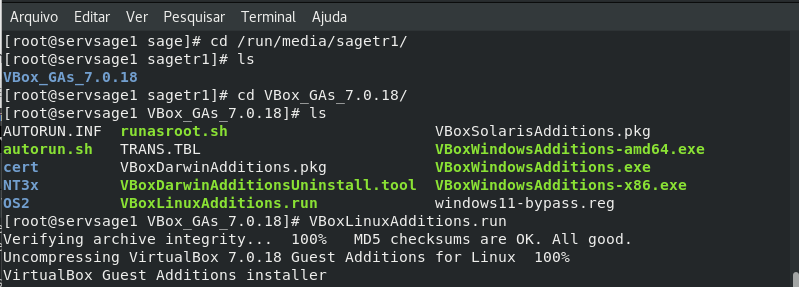 Arquivo Editar Ver Pesquisar Terminal Ajuda
[root@servsage1 sage]# cd /run/media/sagetr1/
[root@servsage1 sagetr1]# ls
VBox_GAs_7.0.18
[root@servsage1 sagetr1]# cd VBox_GAs_7.0.18/
[root@servsage1 VBox_GAs_7.0.18]# ls
AUTORUN.INF runasroot.sh VBoxSolarisAdditions.pkg
autorun.sh TRANS.TBL VBoxWindowsAdditions-amd64.exe
cert VBoxDarwinAdditions.pkg VBoxWindowsAdditions.exe
NT3x VBoxDarwinAdditionsUninstall.tool VBoxWindowsAdditions-x86.exe
OS2 VBoxLinuxAdditions.run windows11-bypass.reg
[root@servsage1 VBox_GAs_7.0.18]# VBoxLinuxAdditions.run
Verifying archive integrity... 100% MD5 checksums are OK. All good.
Uncompressing VirtualBox 7.0.18 Guest Additions for Linux 100%
VirtualBox Guest Additions installer